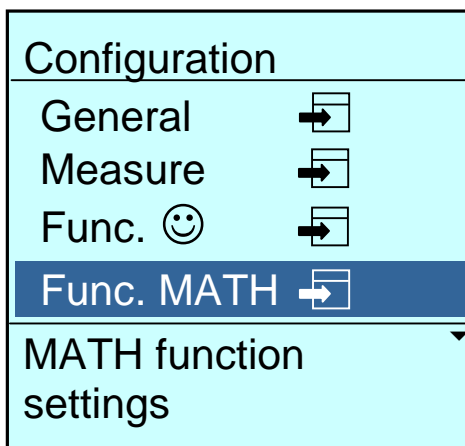 Configuration
General
Measure
Func. ☺
Func. MATH
MATH function
settings